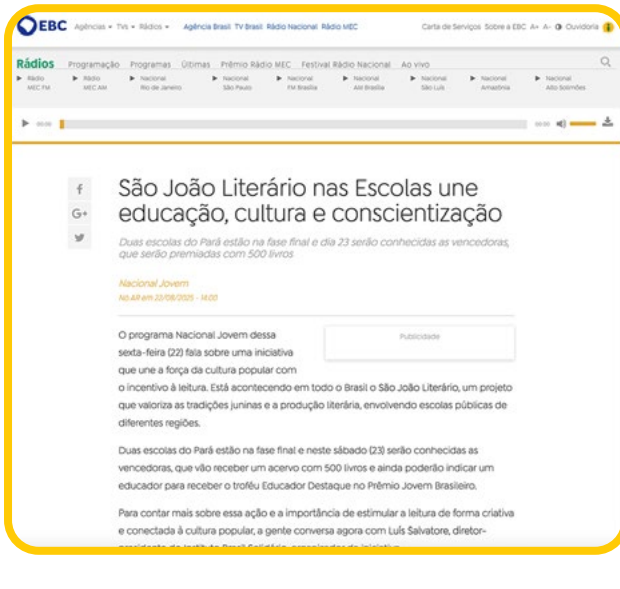 EBC Agências TVs Rádios Agência Brasil TV Brasil Rádio Nacional Rádio MEC Carta de Serviços Sobre a EBC A+ A- Ouvidoria
Rádios Programação Programas Últimas Prêmio Rádio MEC Festival Rádio Nacional Ao vivo
Rádio MEC FM
Rádio MEC AM
Nacional Rio de Janeiro
Nacional São Paulo
Nacional FM Brasília
Nacional AM Brasília
Nacional São Luís
Nacional Amazônia
Nacional Alto Solimões
00:00 00:00
São João Literário nas Escolas une
educação, cultura e conscientização
Duas escolas do Pará estão na fase final e dia 23 serão conhecidas as vencedoras,
que serão premiadas com 500 livros
Nacional Jovem
No AR em 22/08/2025 - 14:00
O programa Nacional Jovem dessa
sexta-feira (22) fala sobre uma iniciativa
que une a força da cultura popular com
Publicidade
o incentivo à leitura. Está acontecendo em todo o Brasil o São João Literário, um projeto
que valoriza as tradições juninas e a produção literária, envolvendo escolas públicas de
diferentes regiões.
Duas escolas do Pará estão na fase final e neste sábado (23) serão conhecidas as
vencedoras, que vão receber um acervo com 500 livros e ainda poderão indicar um
educador para receber o troféu Educador Destaque no Prêmio Jovem Brasileiro.
Para contar mais sobre essa ação e a importância de estimular a leitura de forma criativa
e conectada à cultura popular, a gente conversa agora com Luís Salvatore, diretor-